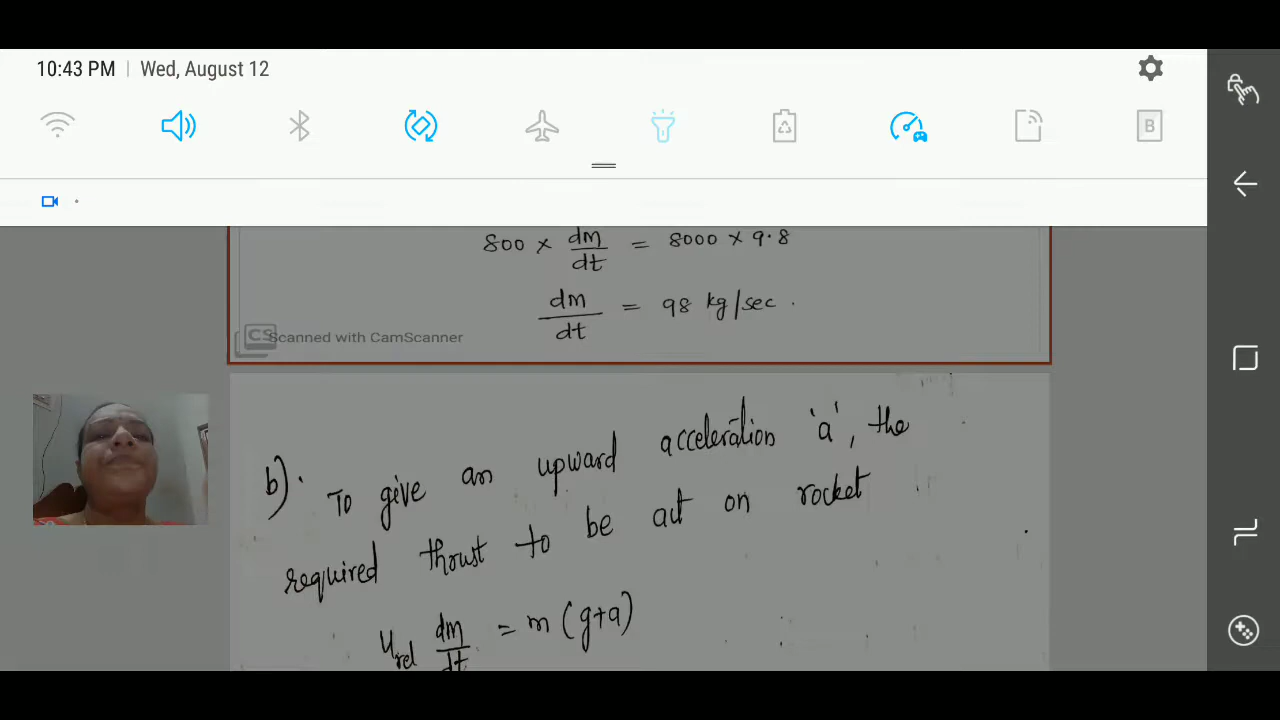 10:43 PM | Wed, August 12
B
800 × dm/dt = 8000 × 9.8
dm/dt = 98 kg/sec.
CS Scanned with CamScanner
b). To give an upward acceleration 'a', the
required thrust to be act on rocket
u_rel dm/dt = m (g+a)